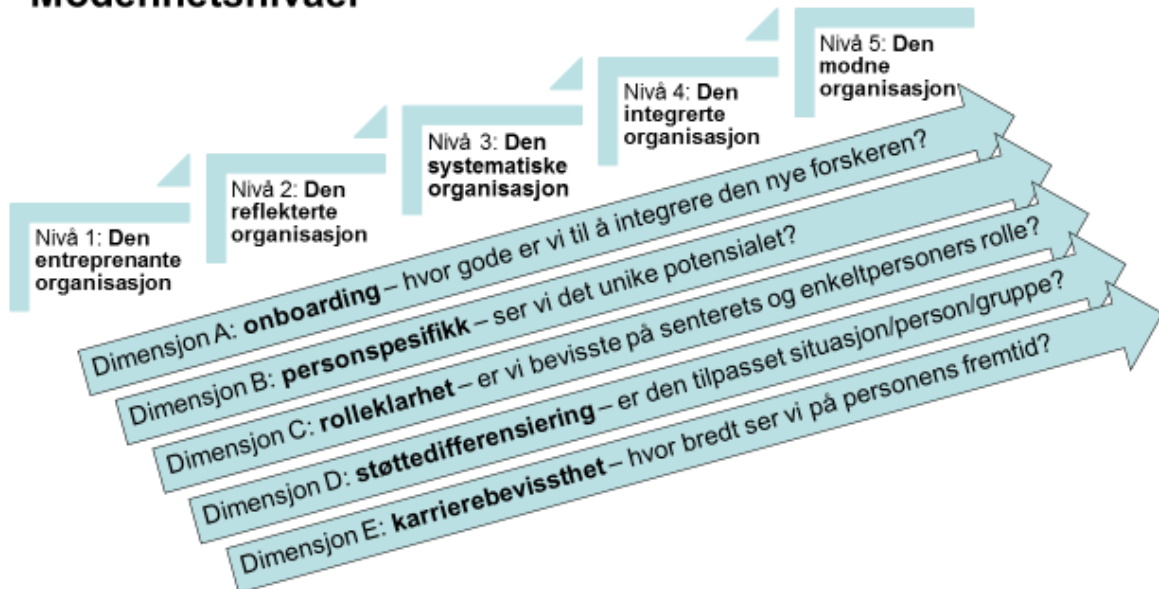 Modenhetsnivåer
Nivå 1: Den
entreprenante
organisasjon
Nivå 2: Den
reflekterte
organisasjon
Nivå 3: Den
systematiske
organisasjon
Nivå 4: Den
integrerte
organisasjon
Nivå 5: Den
modne
organisasjon
Dimensjon A: onboarding – hvor gode er vi til å integrere den nye forskeren?
Dimensjon B: personspesifikk – ser vi det unike potensialet?
Dimensjon C: rolleklarhet – er vi bevisste på senterets og enkeltpersoners rolle?
Dimensjon D: støttedifferensiering – er den tilpasset situasjon/person/gruppe?
Dimensjon E: karrierebevissthet – hvor bredt ser vi på personens fremtid?